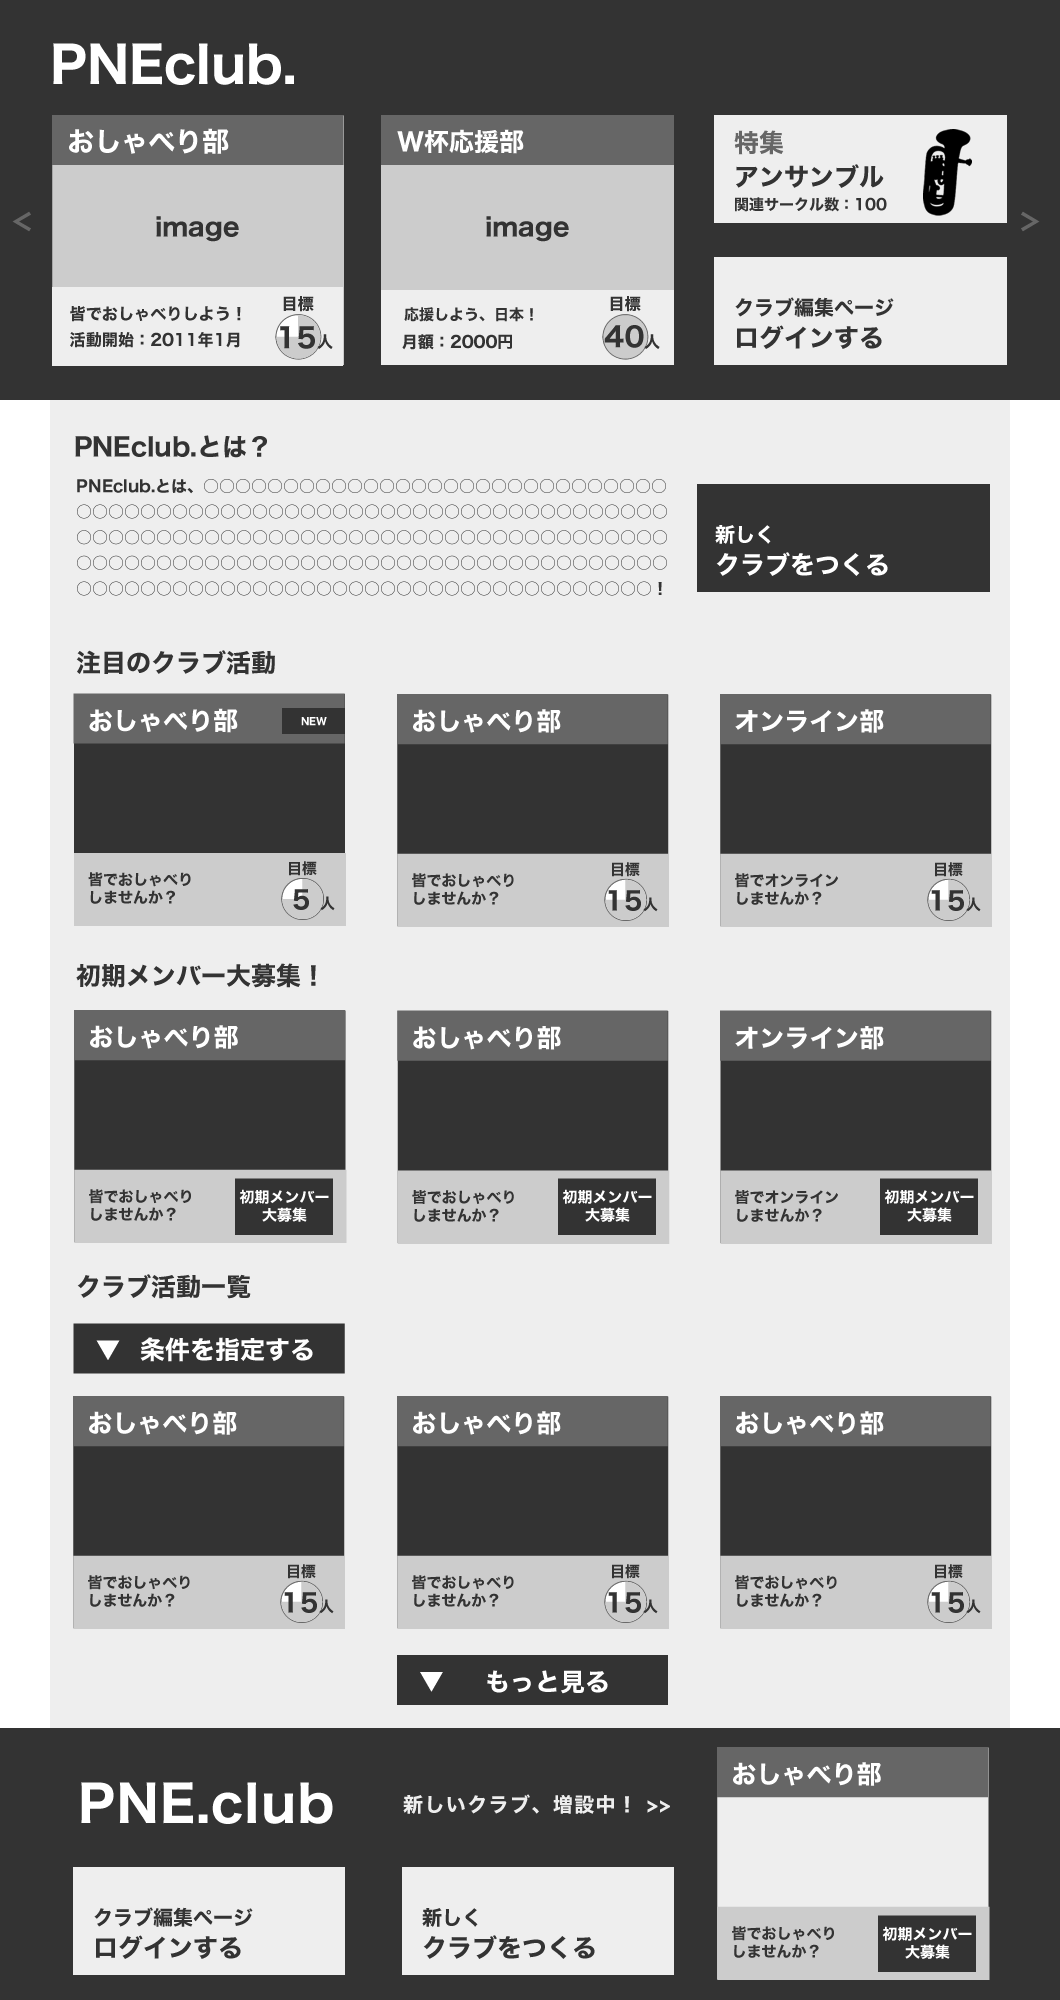 PNEclub.
おしゃべり部
image
皆でおしゃべりしよう！
活動開始：2011年1月
目標
15人
W杯応援部
image
応援しよう、日本！
月額：2000円
目標
40人
特集
アンサンブル
関連サークル数：100
クラブ編集ページ
ログインする
<
>
PNEclub.とは？
PNEclub.とは、〇〇〇〇〇〇〇〇〇〇〇〇〇〇〇〇〇〇〇〇〇〇〇〇〇〇〇〇〇
〇〇〇〇〇〇〇〇〇〇〇〇〇〇〇〇〇〇〇〇〇〇〇〇〇〇〇〇〇〇〇〇〇〇〇〇〇
〇〇〇〇〇〇〇〇〇〇〇〇〇〇〇〇〇〇〇〇〇〇〇〇〇〇〇〇〇〇〇〇〇〇〇〇〇
〇〇〇〇〇〇〇〇〇〇〇〇〇〇〇〇〇〇〇〇〇〇〇〇〇〇〇〇〇〇〇〇〇〇〇〇〇
〇〇〇〇〇〇〇〇〇〇〇〇〇〇〇〇〇〇〇〇〇〇〇〇〇〇〇〇〇〇〇〇〇〇〇〇！
新しく
クラブをつくる
注目のクラブ活動
おしゃべり部
NEW
皆でおしゃべり
しませんか？
目標
5人
おしゃべり部
皆でおしゃべり
しませんか？
目標
15人
オンライン部
皆でオンライン
しませんか？
目標
15人
初期メンバー大募集！
おしゃべり部
皆でおしゃべり
しませんか？
初期メンバー
大募集
おしゃべり部
皆でおしゃべり
しませんか？
初期メンバー
大募集
オンライン部
皆でオンライン
しませんか？
初期メンバー
大募集
クラブ活動一覧
▼ 条件を指定する
おしゃべり部
皆でおしゃべり
しませんか？
目標
15人
おしゃべり部
皆でおしゃべり
しませんか？
目標
15人
おしゃべり部
皆でおしゃべり
しませんか？
目標
15人
▼ もっと見る
PNE.club
新しいクラブ、増設中！ >>
クラブ編集ページ
ログインする
新しく
クラブをつくる
おしゃべり部
皆でおしゃべり
しませんか？
初期メンバー
大募集